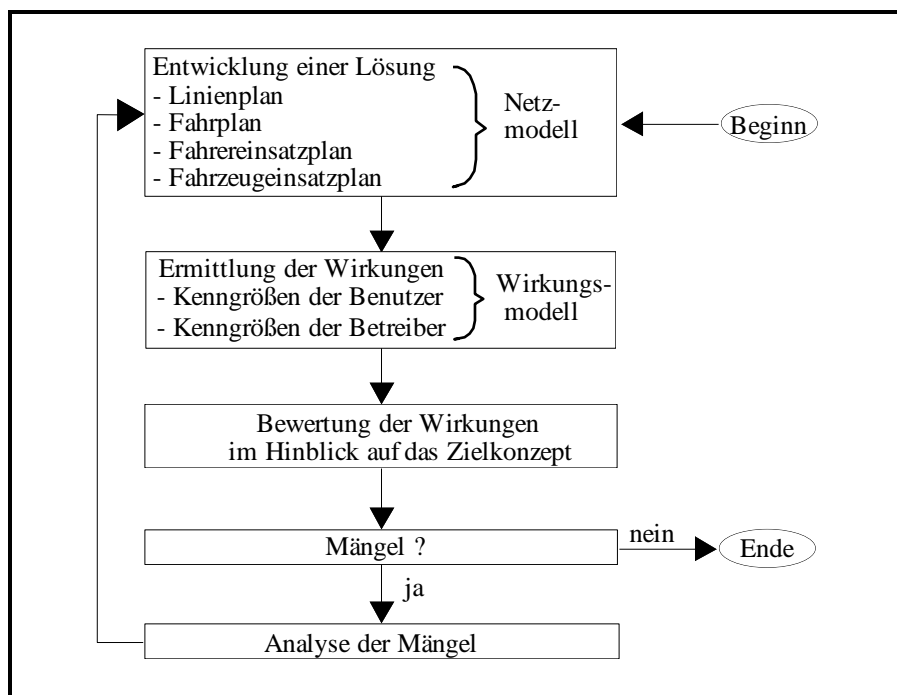 Entwicklung einer Lösung
- Linienplan
- Fahrplan
- Fahrereinsatzplan
- Fahrzeugeinsatzplan
Netz-
modell
Beginn
Ermittlung der Wirkungen
- Kenngrößen der Benutzer
- Kenngrößen der Betreiber
Wirkungs-
modell
Bewertung der Wirkungen
im Hinblick auf das Zielkonzept
Mängel ?
nein
Ende
ja
Analyse der Mängel